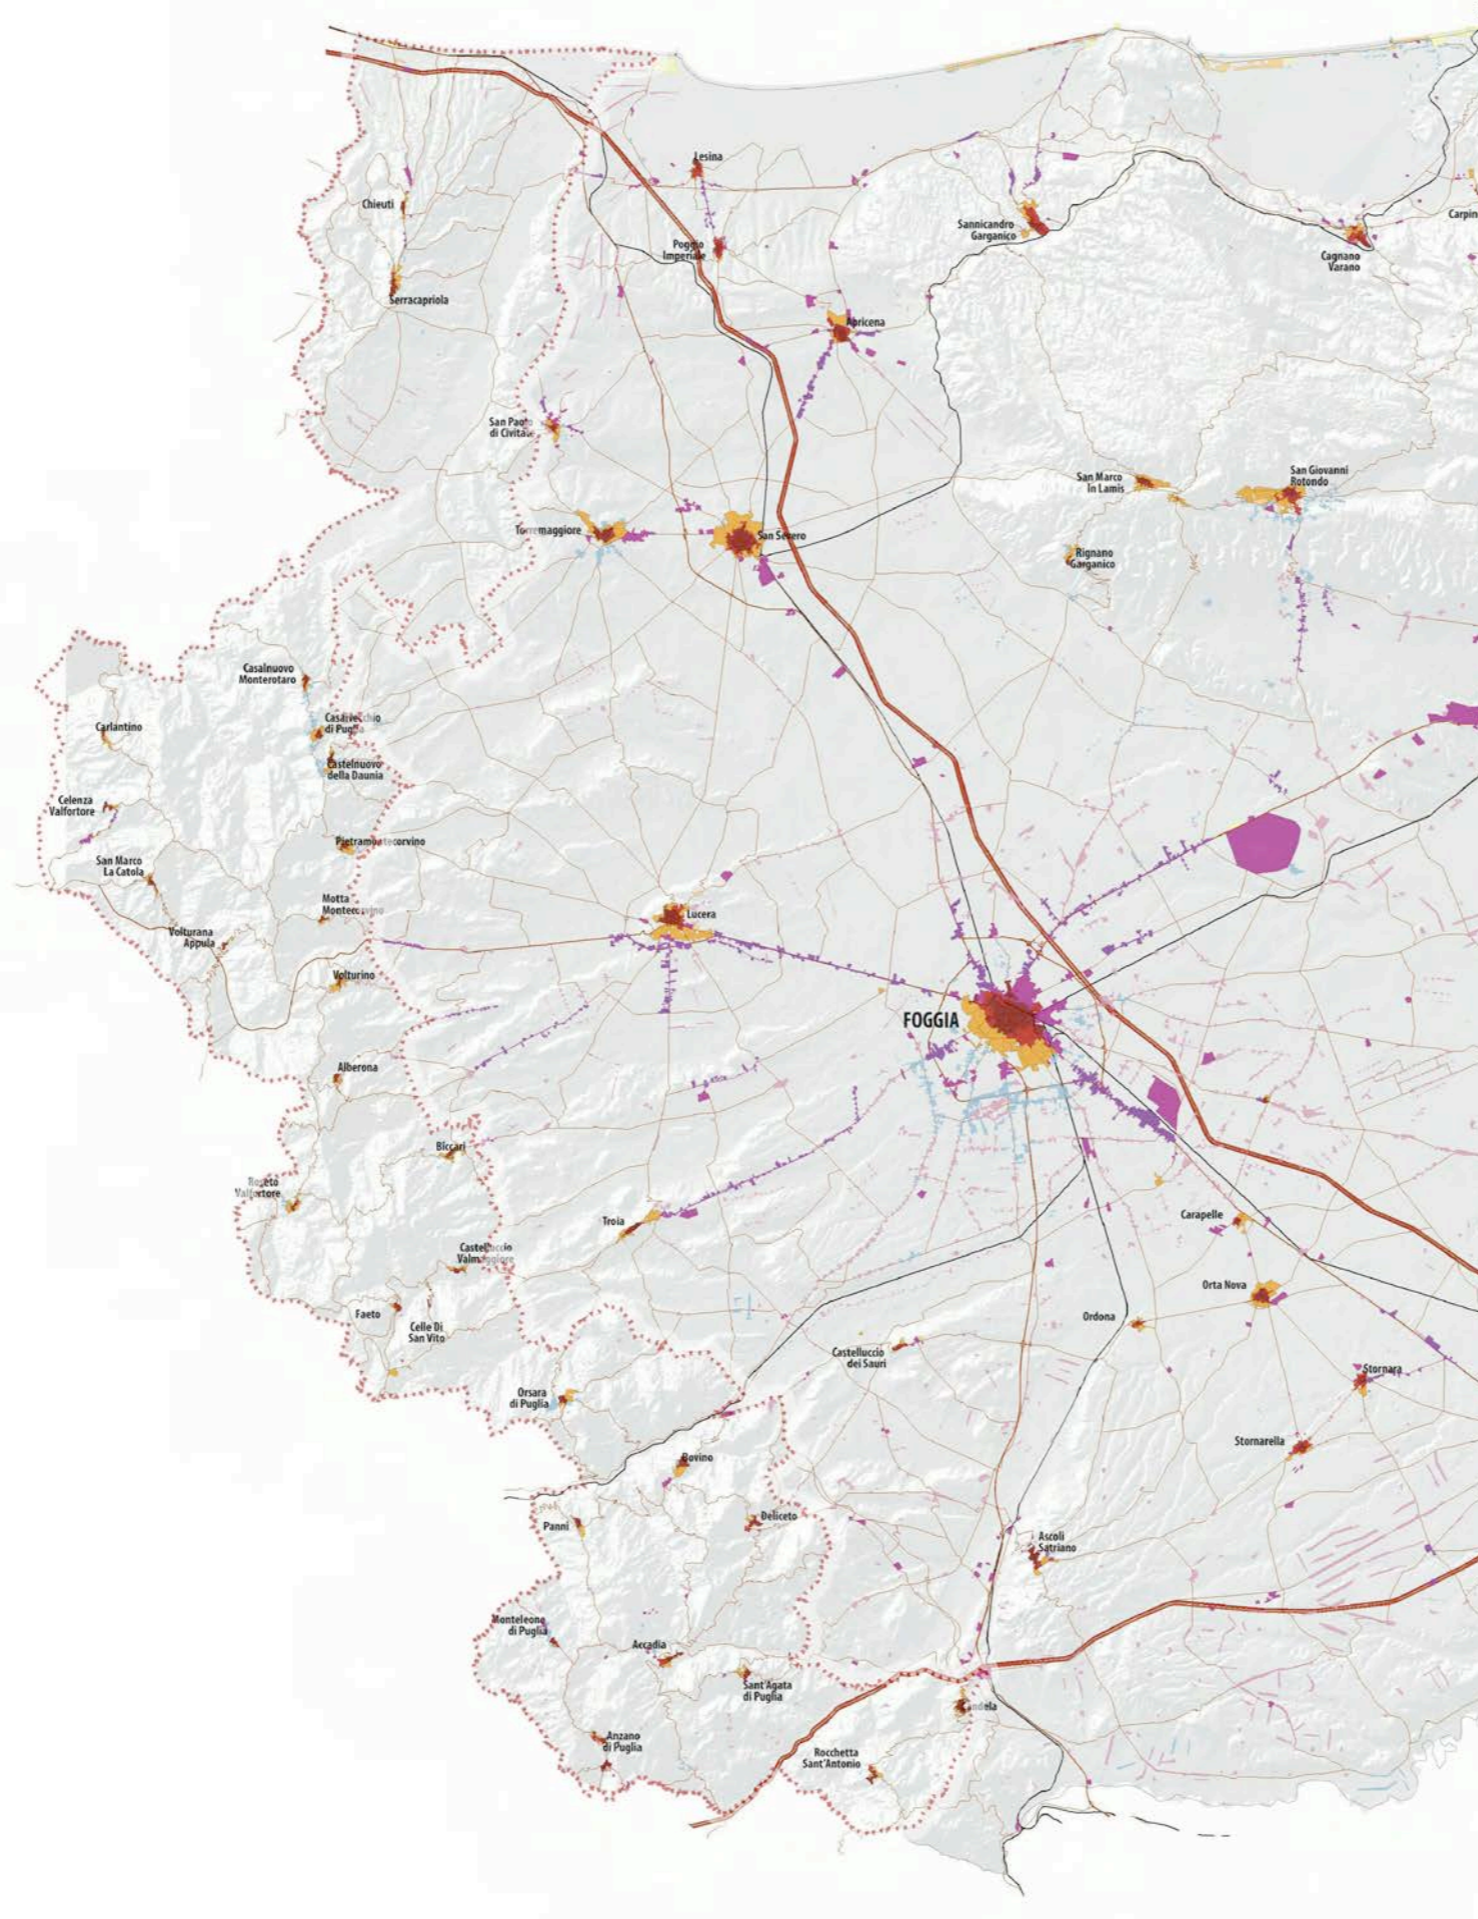 Lesina
Chieuti
Carpin
Sannicandro
Garganico
Poggio
Imperiale
Cagnano
Varano
Serracapriola
Apricena
San Paolo
di Civitate
San Marco
In Lamis
San Giovanni
Rotondo
Torremaggiore
San Severo
Rignano
Garganico
Casalnuovo
Monterotaro
Casalvecchio
di Puglia
Carlantino
Castelnuovo
della Daunia
Celenza
Valfortore
Pietramontecorvino
San Marco
La Catola
Motta
Montecorvino
Lucera
Volturana
Appula
Volturino
FOGGIA
Alberona
Biccari
Roseto
Valfortore
Troia
Carapelle
Castelluccio
Valmaggiore
Orta Nova
Faeto
Celle Di
San Vito
Ordona
Castelluccio
dei Sauri
Stornara
Orsara
di Puglia
Stornarella
Bovino
Panni
Deliceto
Ascoli
Satriano
Monteleone
di Puglia
Accadia
Sant'Agata
di Puglia
Candela
Anzano
di Puglia
Rocchetta
Sant'Antonio